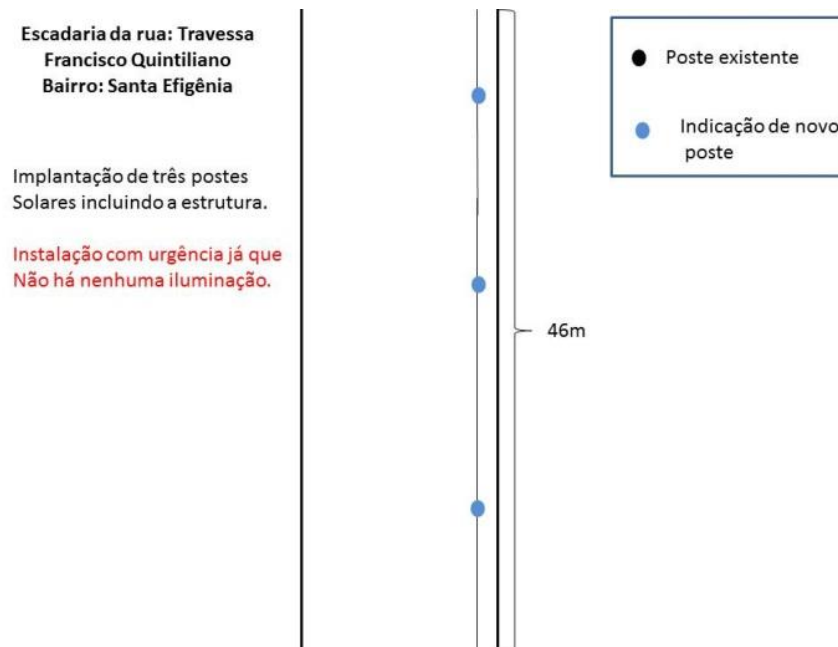 Escadaria da rua: Travessa
Francisco Quintiliano
Bairro: Santa Efigênia
Implantação de três postes
Solares incluindo a estrutura.
Instalação com urgência já que
Não há nenhuma iluminação.
46m
Poste existente
Indicação de novo
poste